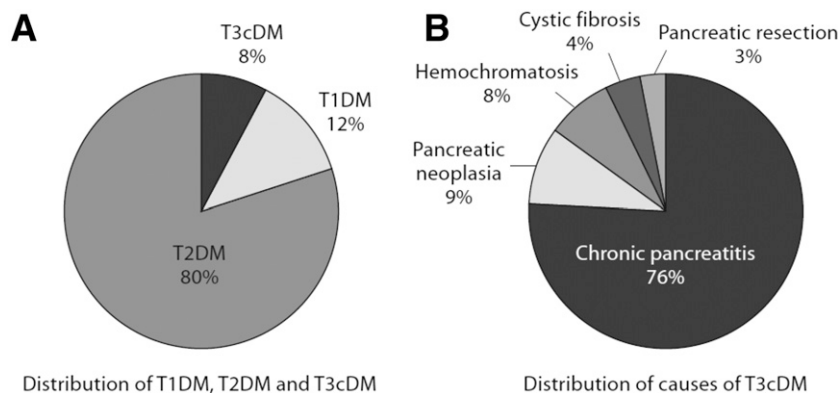 A
T3cDM
8%
T1DM
12%
T2DM
80%
Distribution of T1DM, T2DM and T3cDM
B
Cystic fibrosis
4%
Pancreatic resection
3%
Hemochromatosis
8%
Pancreatic
neoplasia
9%
Chronic pancreatitis
76%
Distribution of causes of T3cDM